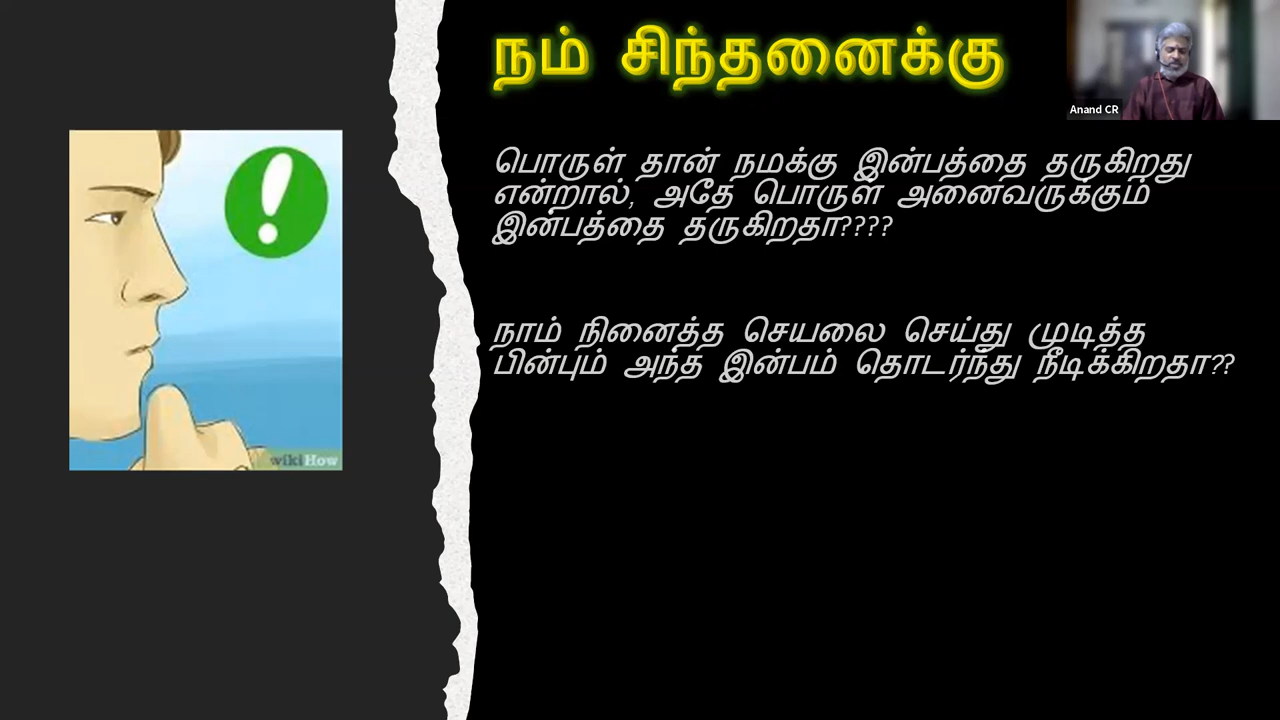 நம் சிந்தனைக்கு
Anand CR
பொருள் தான் நமக்கு இன்பத்தை தருகிறது
என்றால், அதே பொருள் அனைவருக்கும்
இன்பத்தை தருகிறதா????
நாம் நினைத்த செயலை செய்து முடித்த
பின்பும் அந்த இன்பம் தொடர்ந்து நீடிக்கிறதா??
wikiHow